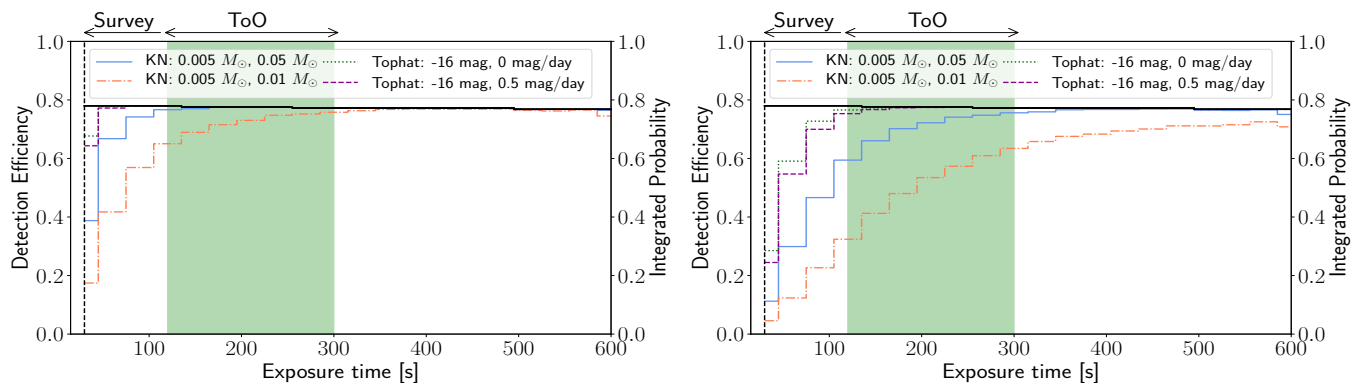 Survey ToO
KN: 0.005 M⊙, 0.05 M⊙
KN: 0.005 M⊙, 0.01 M⊙
Tophat: -16 mag, 0 mag/day
Tophat: -16 mag, 0.5 mag/day
Detection Efficiency
1.0
0.8
0.6
0.4
0.2
0.0
100 200 300 400 500 600
Exposure time [s]
1.0
0.8
0.6
0.4
0.2
0.0
Integrated Probability
Survey ToO
KN: 0.005 M⊙, 0.05 M⊙
KN: 0.005 M⊙, 0.01 M⊙
Tophat: -16 mag, 0 mag/day
Tophat: -16 mag, 0.5 mag/day
Detection Efficiency
1.0
0.8
0.6
0.4
0.2
0.0
100 200 300 400 500 600
Exposure time [s]
1.0
0.8
0.6
0.4
0.2
0.0
Integrated Probability